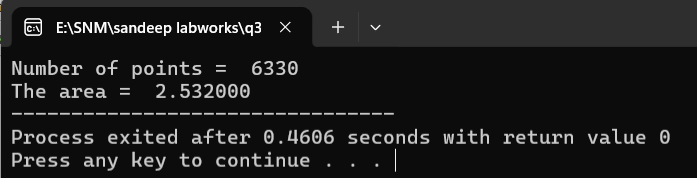 E:\SNM\sandeep labworks\q3
Number of points =  6330
The area =  2.532000
--------------------------------
Process exited after 0.4606 seconds with return value 0
Press any key to continue . . .